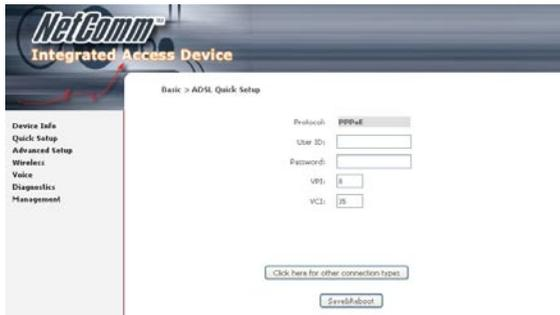 NetComm™
Integrated Access Device
Basic > ADSL Quick Setup
Device Info
Quick Setup
Advanced Setup
Wireless
Voice
Diagnostics
Management
Protocol: PPPoE
User ID:
Password:
VPI: 8
VCI: 35
Click here for other connection types
Save&Reboot